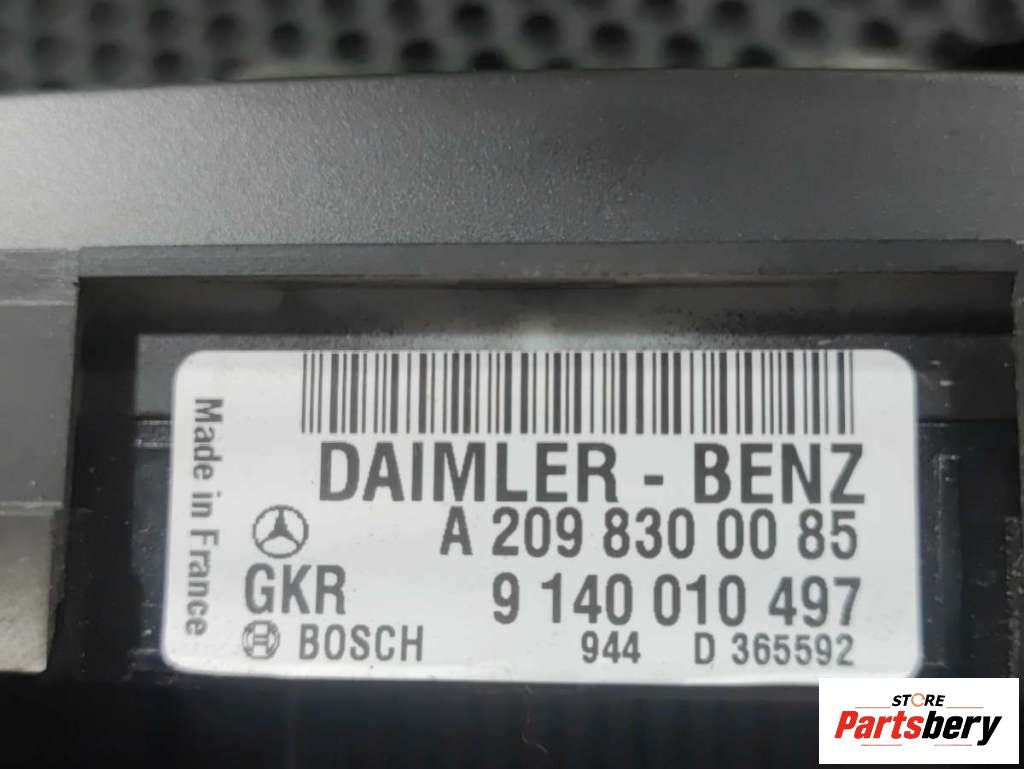 Made in France
DAIMLER - BENZ
A 209 830 00 85
GKR 9 140 010 497
BOSCH 944 D 365592
STORE
Partsbery